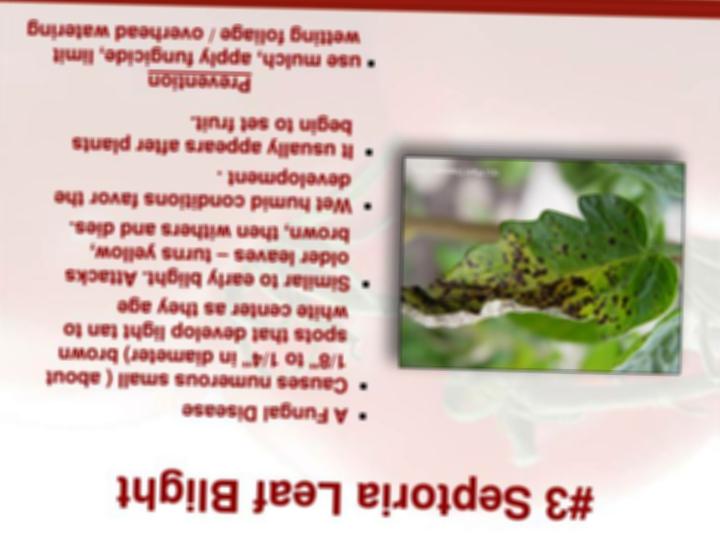 #3 Septoria Leaf Blight
▪ A Fungal Disease
▪ Causes numerous small ( about
1/8" to 1/4" in diameter) brown
spots that develop light tan to
white center as they age
▪ Similar to early blight. Attacks
older leaves – turns yellow,
brown, then withers and dies.
▪ Wet humid conditions favor the
development .
▪ It usually appears after plants
begin to set fruit.
Prevention
▪ use mulch, apply fungicide, limit
wetting foliage / overhead watering